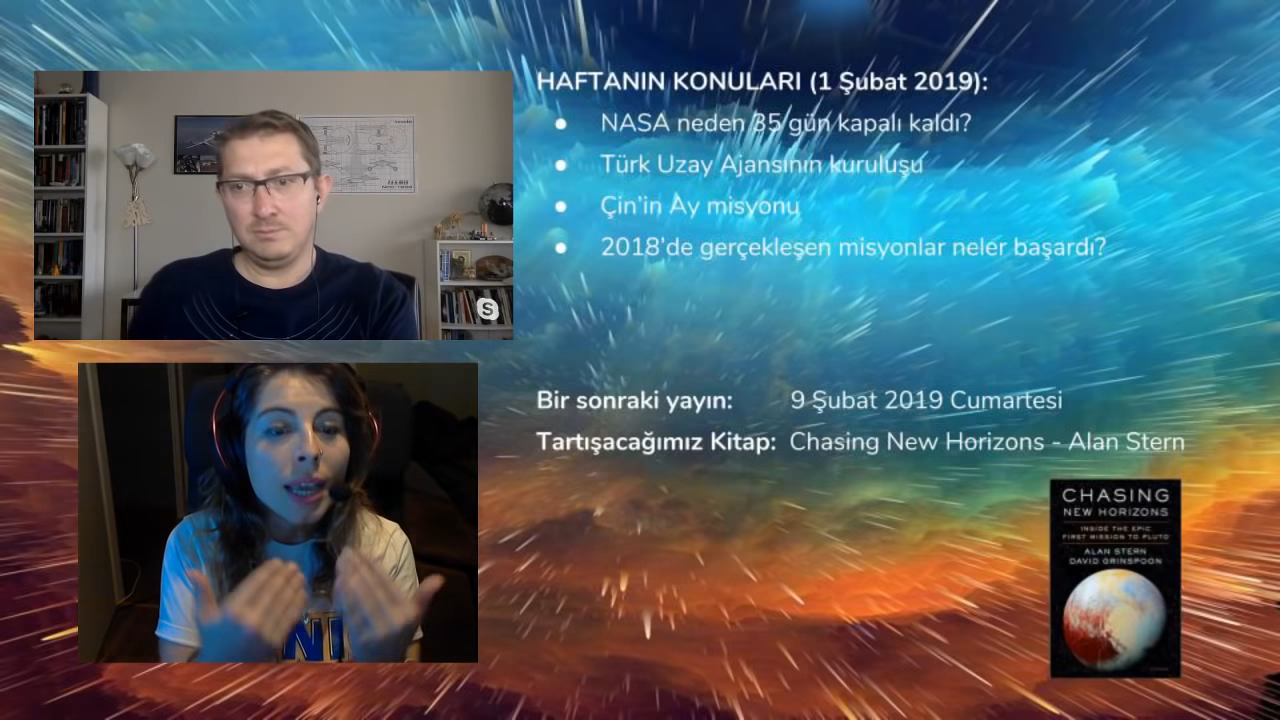 HAFTANIN KONULARI (1 Şubat 2019):
● NASA neden 35 gün kapalı kaldı?
● Türk Uzay Ajansının kuruluşu
● Çin'in Ay misyonu
● 2018'de gerçekleşen misyonlar neler başardı?
Bir sonraki yayın: 9 Şubat 2019 Cumartesi
Tartışacağımız Kitap: Chasing New Horizons - Alan Stern
CHASING
NEW HORIZONS
INSIDE THE EPIC
FIRST MISSION TO PLUTO
ALAN STERN
DAVID GRINSPOON
S